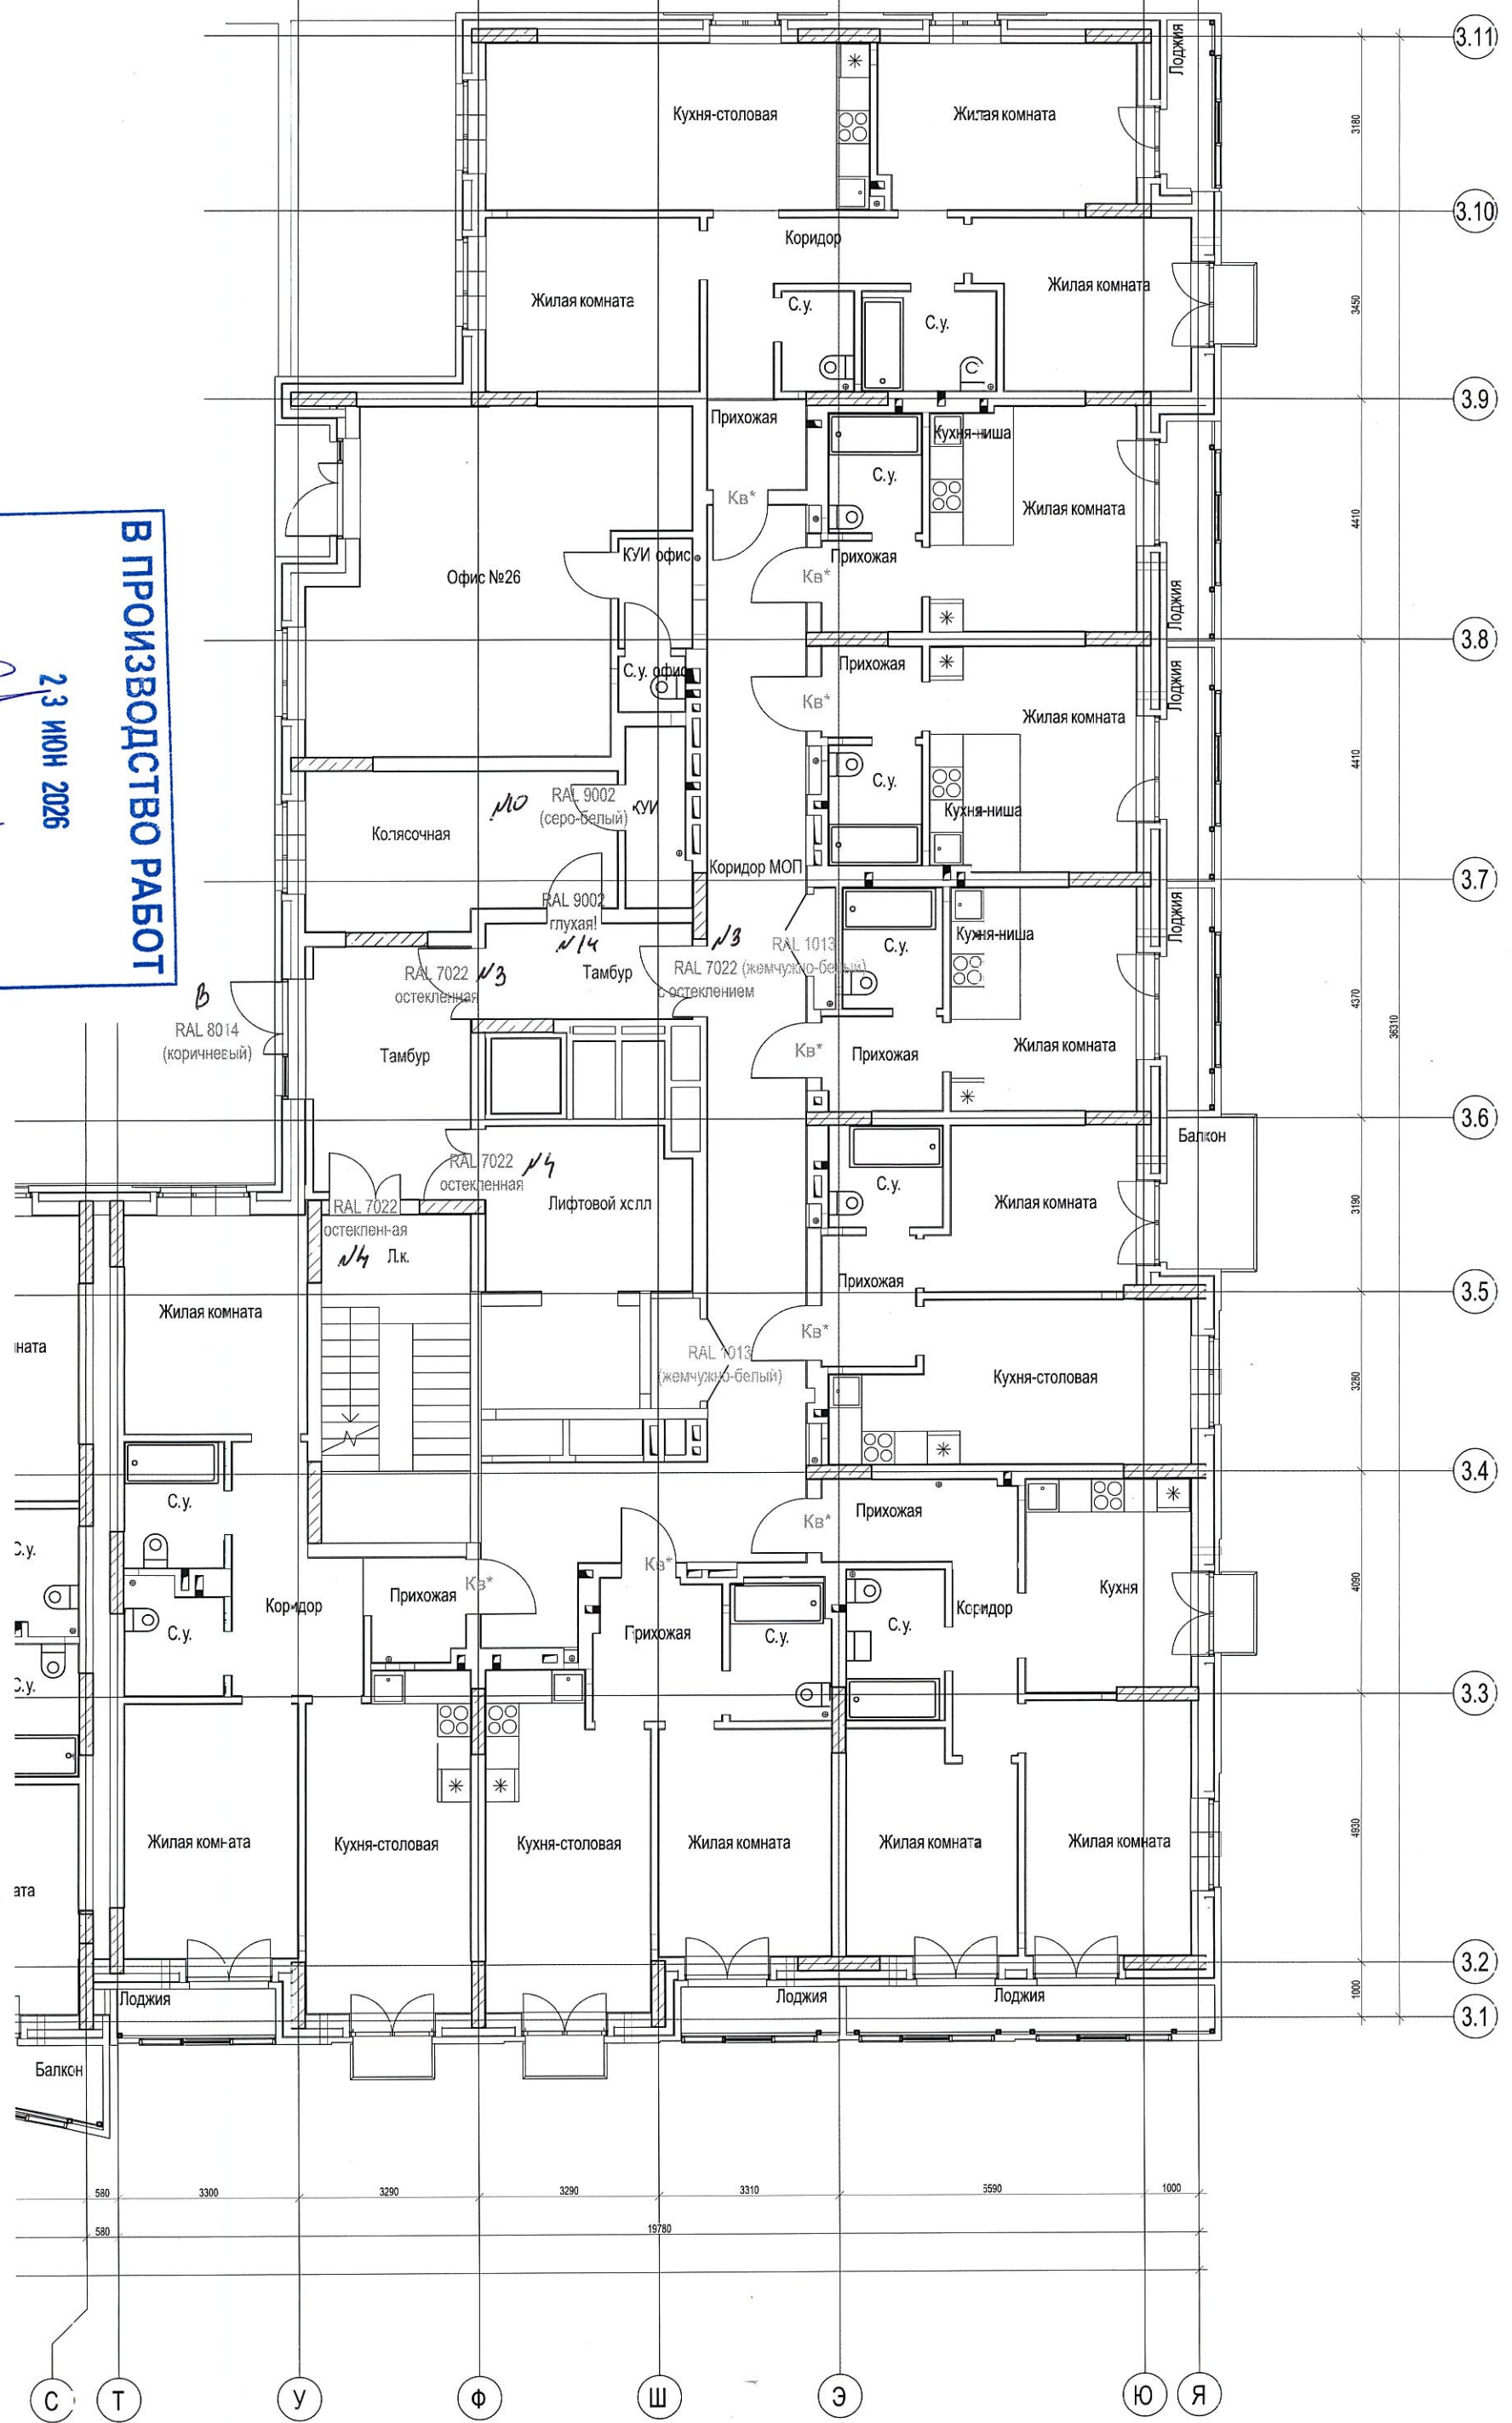 3.11
Лоджия
Кухня-столовая
Жилая комната
3180
3.10
Коридор
Жилая комната
Жилая комната
С.у.
С.у.
3450
3.9
Прихожая
Кухня-ниша
С.у.
Кв*
Жилая комната
4410
В ПРОИЗВОДСТВО РАБОТ
23 ИЮН 2026
Офис №26
КУИ офис
Прихожая
Кв*
Лоджия
3.8
С.у. офис
Прихожая
Кв*
Жилая комната
Лоджия
С.у.
4410
RAL 9002
(серо-белый)
КУИ
Кухня-ниша
№10
Колясочная
Коридор МОП
3.7
RAL 9002
глухая!
№14
№3
RAL 1013
(жемчужно-белый)
С.у.
Кухня-ниша
Лоджия
RAL 7022
остекленная
№3
Тамбур
RAL 7022
с остеклением
4370
36310
В
RAL 8014
(коричневый)
Тамбур
Кв*
Прихожая
Жилая комната
3.6
Балкон
RAL 7022
остекленная
№4
С.у.
RAL 7022
остекленная
№4
Л.к.
Лифтовой холл
Жилая комната
3190
Прихожая
3.5
Жилая комната
ната
Кв*
RAL 1013
(жемчужно-белый)
Кухня-столовая
3280
3.4
С.у.
Кв*
Прихожая
С.у.
Кв*
Кв*
Прихожая
Коридор
С.у.
Прихожая
С.у.
С.у.
Коридор
Кухня
4090
С.у.
3.3
Жилая комната
Кухня-столовая
Кухня-столовая
Жилая комната
Жилая комната
Жилая комната
4930
ата
3.2
Лоджия
Лоджия
Лоджия
1000
3.1
Балкон
580
3300
3290
3290
3310
5590
1000
580
19780
С
Т
У
Ф
Ш
Э
Ю
Я